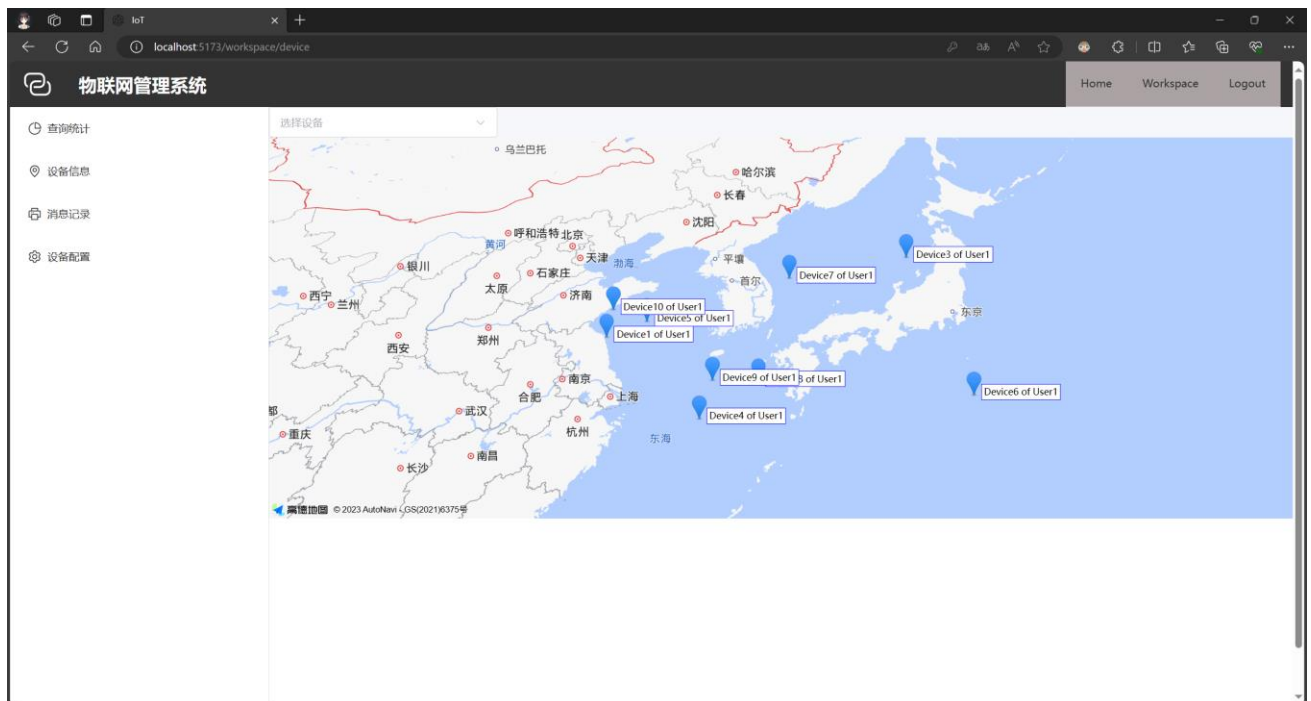 IoT
localhost:5173/workspace/device
物联网管理系统
Home
Workspace
Logout
查询统计
设备信息
消息记录
设备配置
选择设备
乌兰巴托
哈尔滨
长春
沈阳
呼和浩特
北京
黄河
天津
渤海
平壤
银川
石家庄
首尔
太原
济南
西宁
兰州
东京
郑州
西安
南京
合肥
上海
武汉
都
重庆
杭州
东海
南昌
长沙
Device3 of User1
Device7 of User1
Device10 of User1
Device5 of User1
Device1 of User1
Device9 of User1
8 of User1
Device6 of User1
Device4 of User1
高德地图 © 2023 AutoNavi - GS(2021)6375号